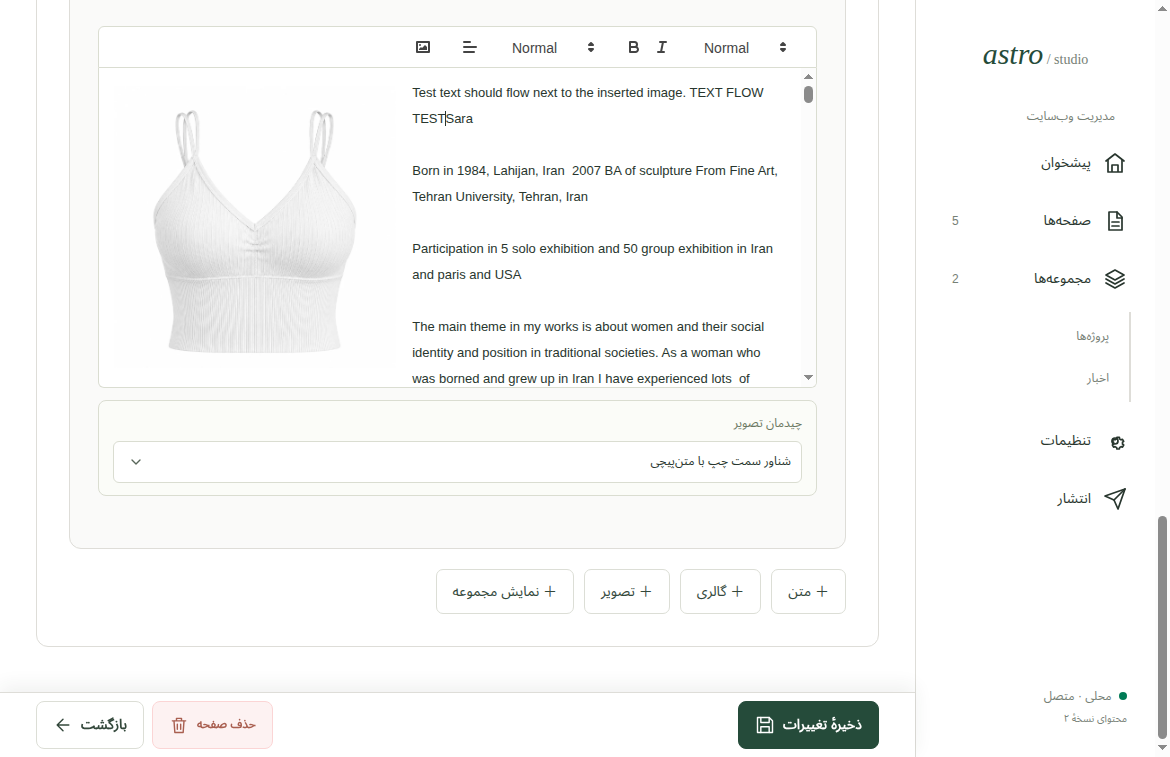 astro / studio
مدیریت وب‌سایت
پیشخوان
صفحه‌ها 5
مجموعه‌ها 2
پروژه‌ها
اخبار
تنظیمات
انتشار
محلی · متصل
محتوای نسخهٔ ۲
Normal B I Normal
Test text should flow next to the inserted image. TEXT FLOW
TESTSara
Born in 1984, Lahijan, Iran  2007 BA of sculpture From Fine Art,
Tehran University, Tehran, Iran
Participation in 5 solo exhibition and 50 group exhibition in Iran
and paris and USA
The main theme in my works is about women and their social
identity and position in traditional societies. As a woman who
was borned and grew up in Iran I have experienced lots  of
چیدمان تصویر
شناور سمت چپ با متن‌پیچی
+ متن
+ گالری
+ تصویر
+ نمایش مجموعه
ذخیرهٔ تغییرات
حذف صفحه
بازگشت